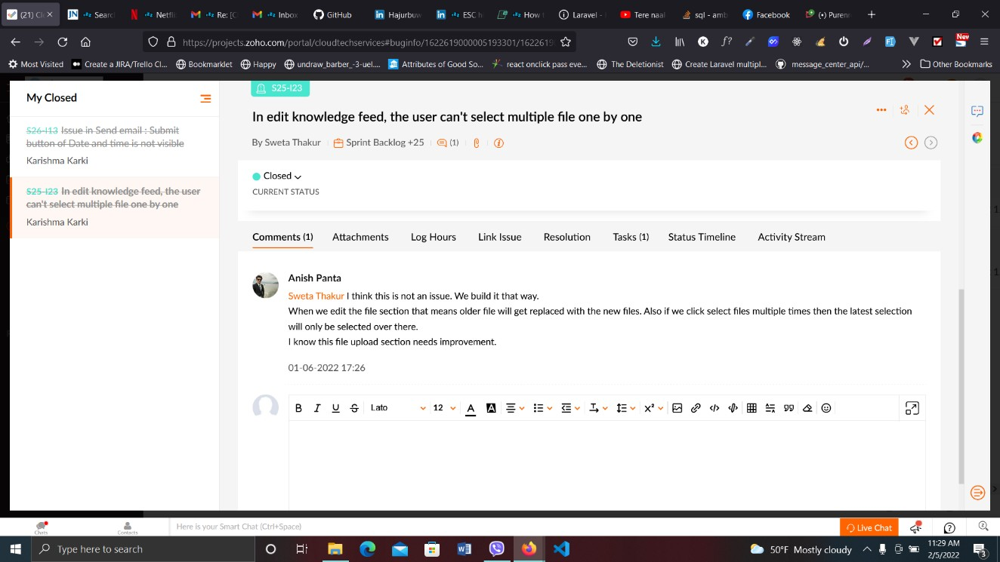 (21) Cl
Searc
Netfli
Re: [C
Inbox
GitHub
Hajurbuw
ESC h
How t
Laravel -
Tere naal
sql - amb
Facebook
(•) Puren
https://projects.zoho.com/portal/cloudtechservices#buginfo/1622619000005193301/1622619
New
Most Visited
Create a JIRA/Trello Cl...
Bookmarklet
Happy
undraw_barber_-3-uel....
Attributes of Good So...
react onclick pass eve...
The Deletionist
Create Laravel multipl...
message_center_api/...
Other Bookmarks
My Closed
S26-I13 Issue in Send email : Submit
button of Date and time is not visible
Karishma Karki
S25-I23 In edit knowledge feed, the user
can't select multiple file one by one
Karishma Karki
S25-I23
In edit knowledge feed, the user can't select multiple file one by one
By Sweta Thakur
Sprint Backlog +25
(1)
Closed
CURRENT STATUS
Comments (1)
Attachments
Log Hours
Link Issue
Resolution
Tasks (1)
Status Timeline
Activity Stream
Anish Panta
Sweta Thakur I think this is not an issue. We build it that way.
When we edit the file section that means older file will get replaced with the new files. Also if we click select files multiple times then the latest selection
will only be selected over there.
I know this file upload section needs improvement.
01-06-2022 17:26
B I U S Lato 12 A A
Chats
Contacts
Here is your Smart Chat (Ctrl+Space)
Live Chat
Type here to search
50°F Mostly cloudy
11:29 AM
2/5/2022
3